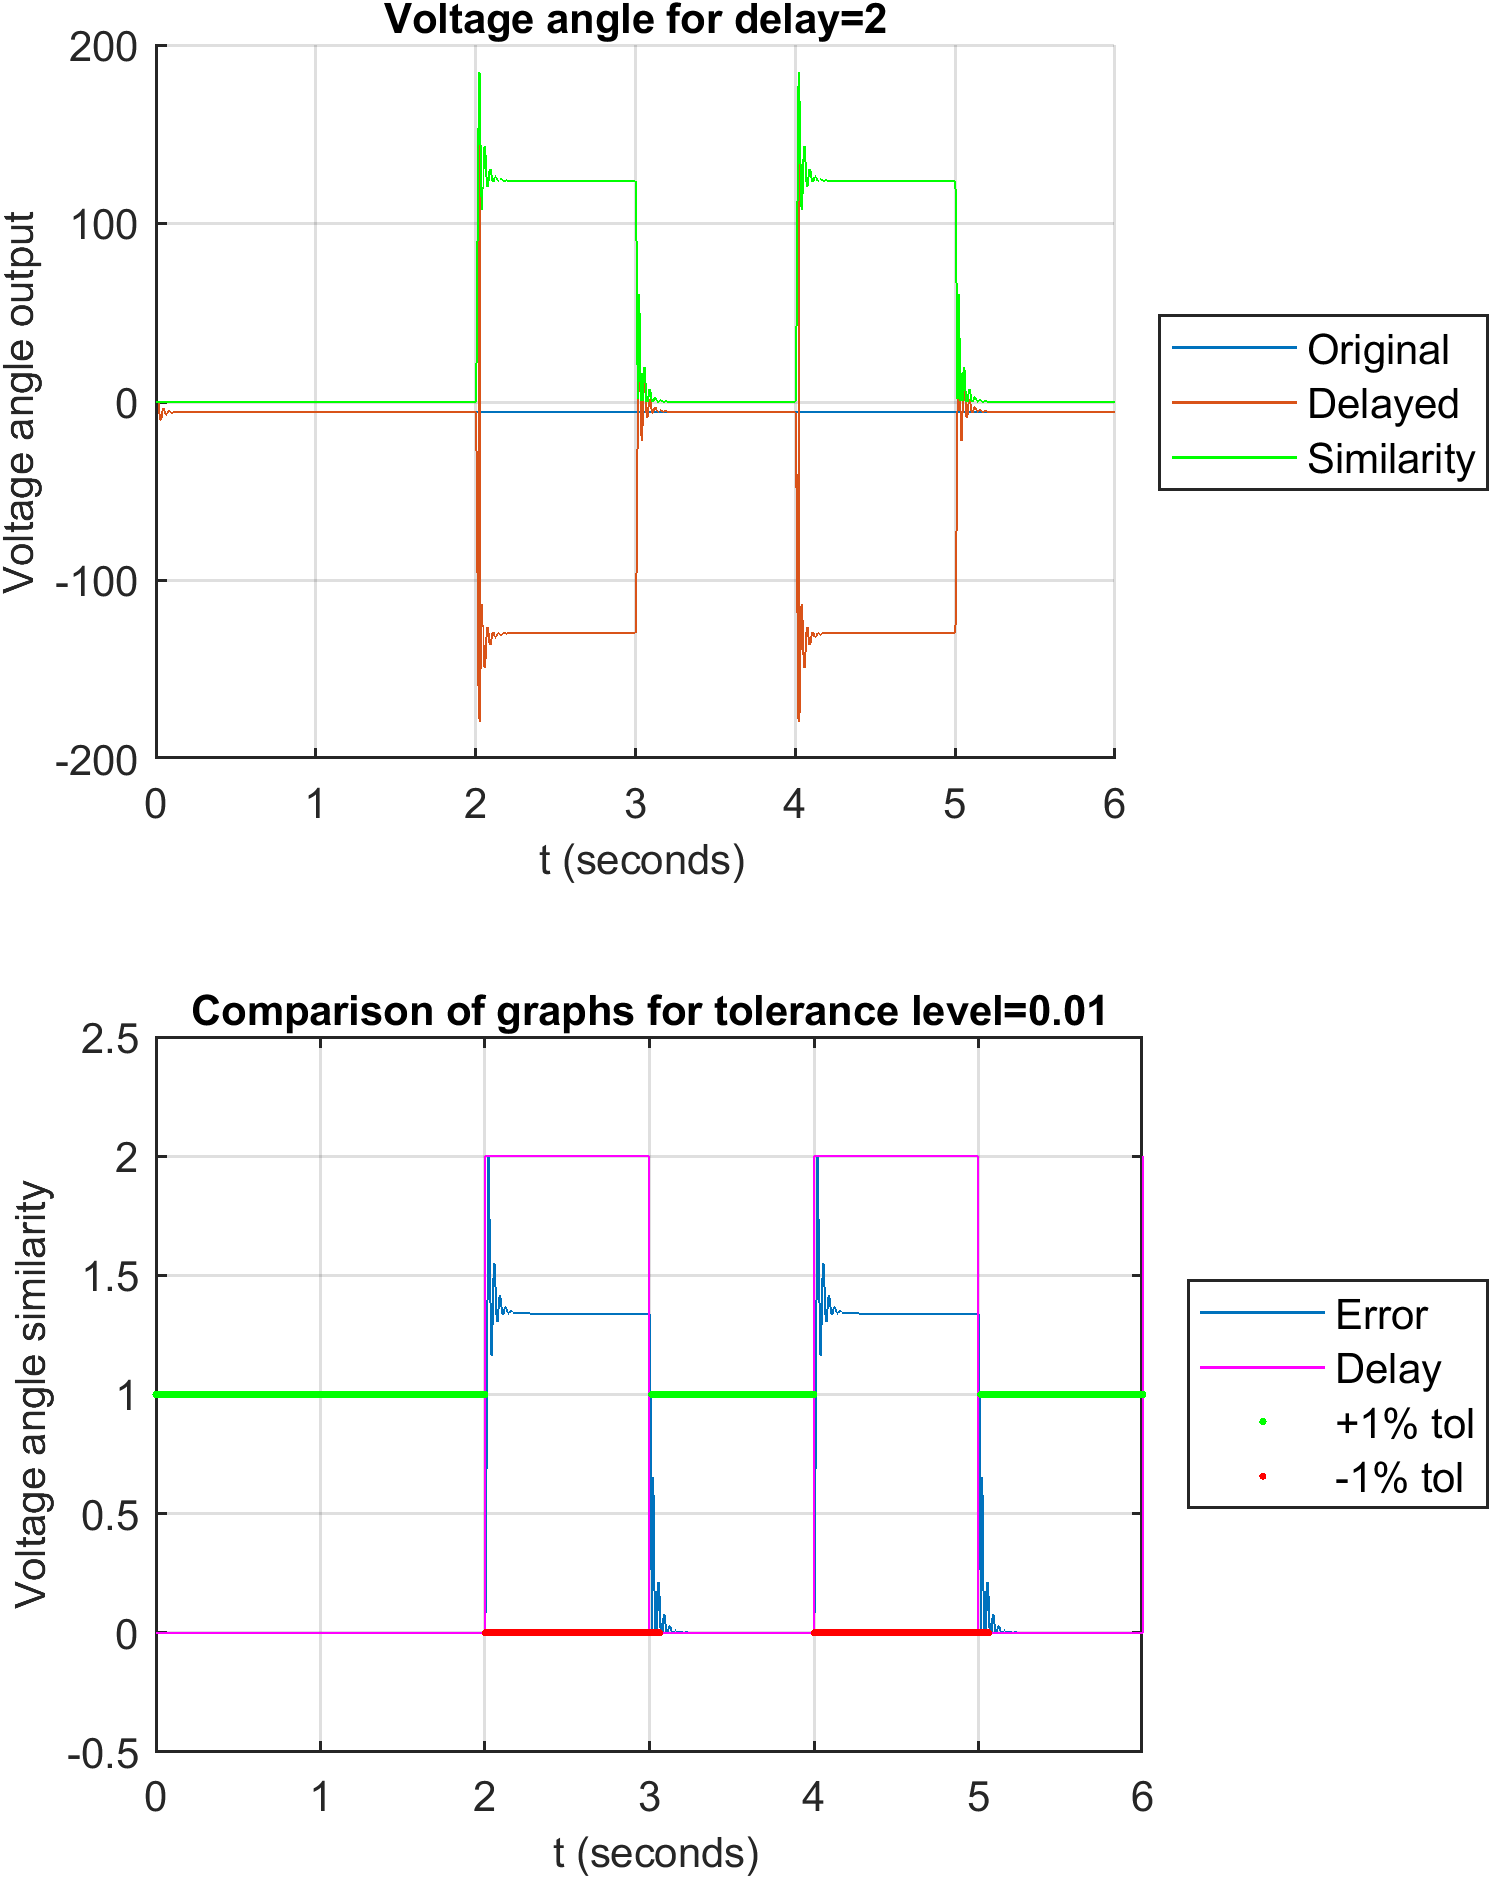 Voltage angle for delay=2
200
100
0
-100
-200
Voltage angle output
0 1 2 3 4 5 6
t (seconds)
Original
Delayed
Similarity
Comparison of graphs for tolerance level=0.01
2.5
2
1.5
1
0.5
0
-0.5
Voltage angle similarity
0 1 2 3 4 5 6
t (seconds)
Error
Delay
+1% tol
-1% tol